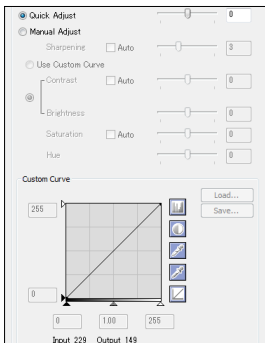 Quick Adjust 0
Manual Adjust
Sharpening Auto 3
Use Custom Curve
Contrast Auto 0
Brightness 0
Saturation Auto 0
Hue 0
Custom Curve
Load...
255 Save...
0
0 1.00 255
Input 229 Output 149